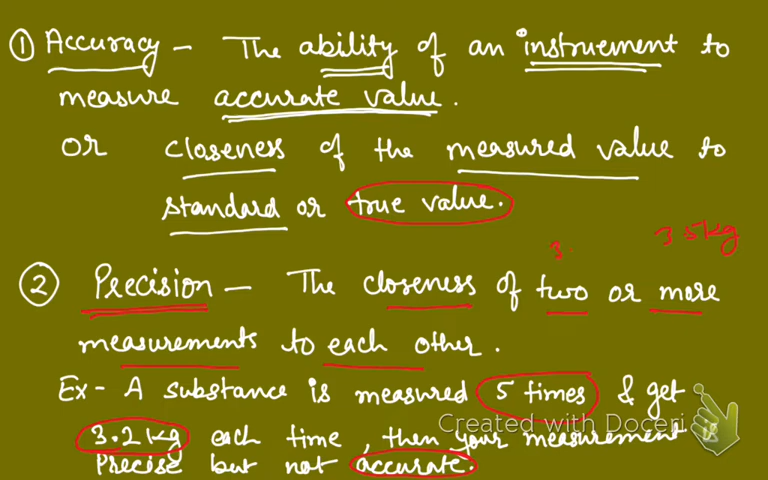 ① Accuracy - The ability of an instruement to
measure accurate value.
or closeness of the measured value to
standard or true value.
3. 35kg
② Precision - The closeness of two or more
measurements to each other.
Ex- A substance is measured 5 times & get
Created with Doceri
3.2kg each time, then your measurement is
Precise but not accurate.